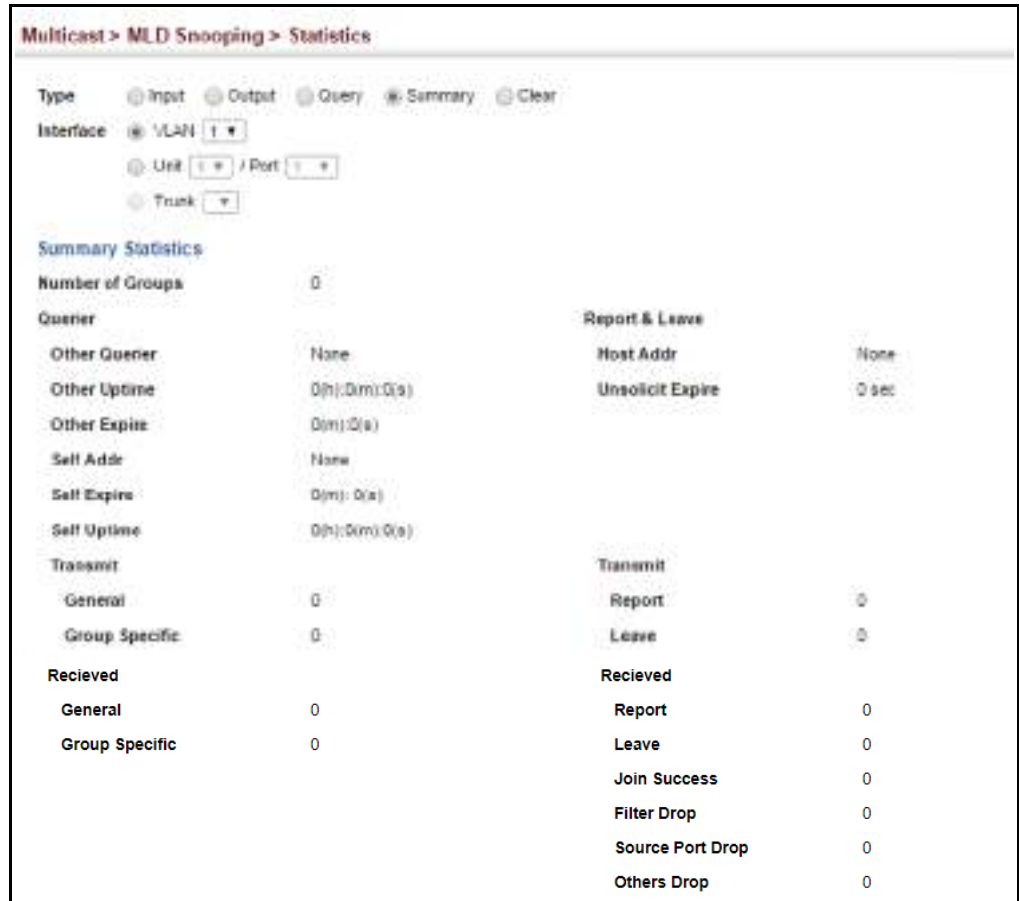 Multicast > MLD Snooping > Statistics
Type Input Output Query Summary Clear
Interface VLAN 1
Unit 1 / Port 1
Trunk
Summary Statistics
Number of Groups 0
Querier Report & Leave
Other Querier None Host Addr None
Other Uptime 0(h):0(m):0(s) Unsolicit Expire 0 sec
Other Expire 0(m):0(s)
Self Addr None
Self Expire 0(m): 0(s)
Self Uptime 0(h):0(m):0(s)
Transmit Transmit
General 0 Report 0
Group Specific 0 Leave 0
Recieved Recieved
General 0 Report 0
Group Specific 0 Leave 0
Join Success 0
Filter Drop 0
Source Port Drop 0
Others Drop 0